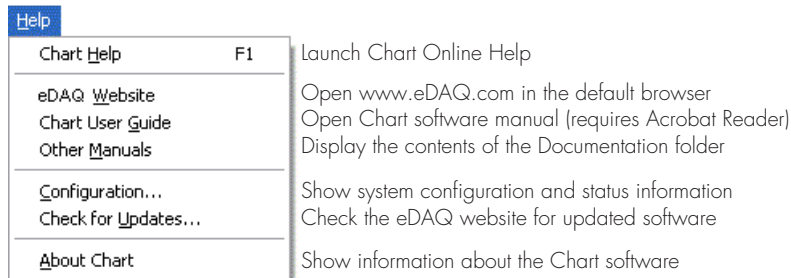 Help
Chart Help F1 Launch Chart Online Help
eDAQ Website Open www.eDAQ.com in the default browser
Chart User Guide Open Chart software manual (requires Acrobat Reader)
Other Manuals Display the contents of the Documentation folder
Configuration... Show system configuration and status information
Check for Updates... Check the eDAQ website for updated software
About Chart Show information about the Chart software